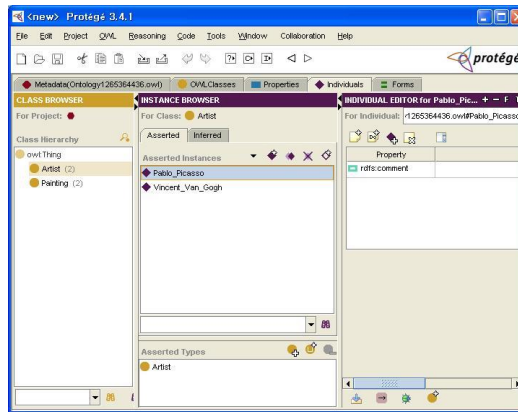 <new> Protégé 3.4.1
File Edit Project OWL Reasoning Code Tools Window Collaboration Help
protégé
Metadata(Ontology1265364436.owl) OWLClasses Properties Individuals Forms
CLASS BROWSER
For Project:
Class Hierarchy
owl:Thing
Artist (2)
Painting (2)
INSTANCE BROWSER
For Class: Artist
Asserted Inferred
Asserted Instances
Pablo_Picasso
Vincent_Van_Gogh
Asserted Types
Artist
INDIVIDUAL EDITOR for Pablo_Pic... + − F
For Individual: r1265364436.owl#Pablo_Picasso
Property
rdfs:comment